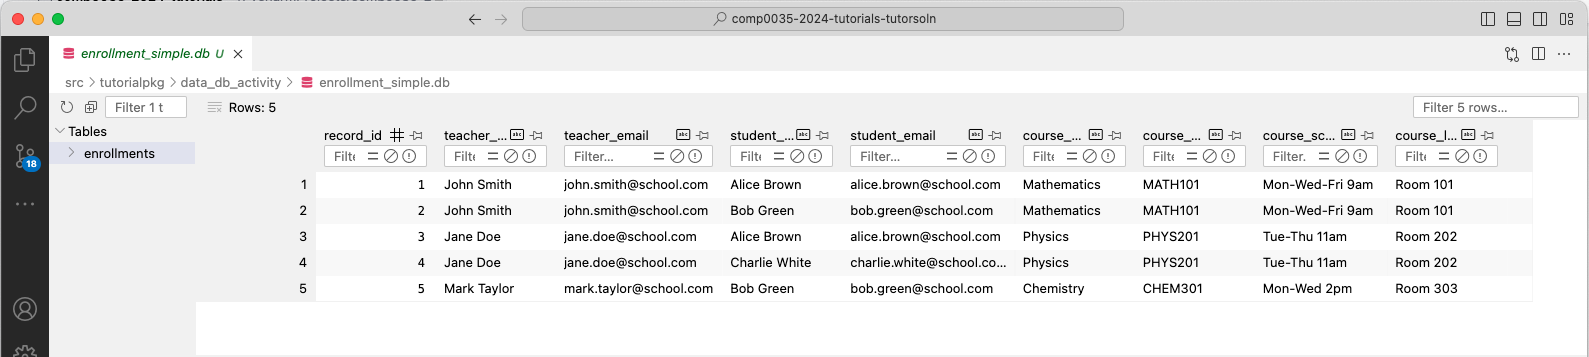 comp0035-2024-tutorials-tutorsoln
enrollment_simple.db U
src > tutorialpkg > data_db_activity > enrollment_simple.db
Filter 1 t Rows: 5 Filter 5 rows...
Tables
enrollments
18
record_id teacher_... teacher_email student_... student_email course_... course_... course_sc... course_l...
Filte Filte Filter... Filte Filter... Filte Filte Filter. Filte
1 1 John Smith john.smith@school.com Alice Brown alice.brown@school.com Mathematics MATH101 Mon-Wed-Fri 9am Room 101
2 2 John Smith john.smith@school.com Bob Green bob.green@school.com Mathematics MATH101 Mon-Wed-Fri 9am Room 101
3 3 Jane Doe jane.doe@school.com Alice Brown alice.brown@school.com Physics PHYS201 Tue-Thu 11am Room 202
4 4 Jane Doe jane.doe@school.com Charlie White charlie.white@school.co... Physics PHYS201 Tue-Thu 11am Room 202
5 5 Mark Taylor mark.taylor@school.com Bob Green bob.green@school.com Chemistry CHEM301 Mon-Wed 2pm Room 303